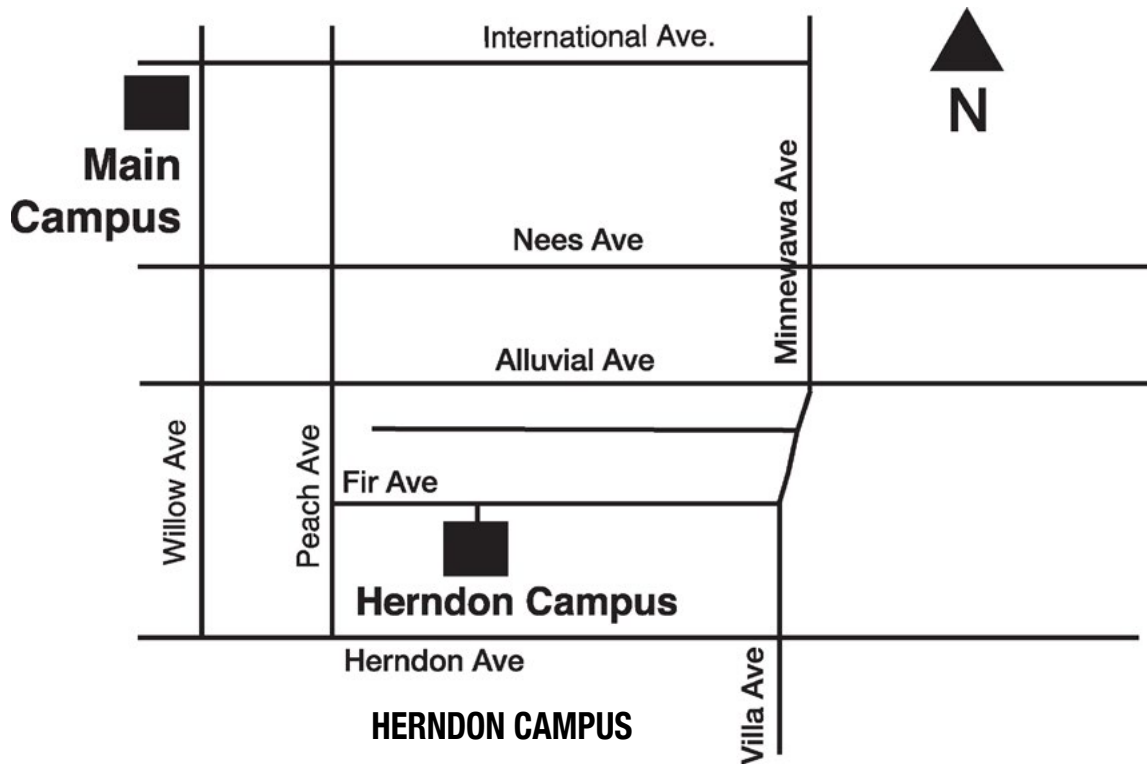 International Ave.
N
Main
Campus
Minnewawa Ave
Nees Ave
Alluvial Ave
Willow Ave
Peach Ave
Fir Ave
Herndon Campus
Herndon Ave
Villa Ave
HERNDON CAMPUS